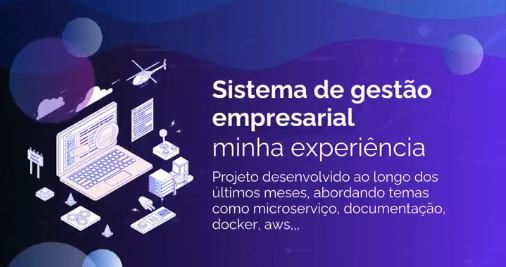 Sistema de gestão
empresarial
minha experiência
Projeto desenvolvido ao longo dos
últimos meses, abordando temas
como microserviço, documentação,
docker, aws,,,